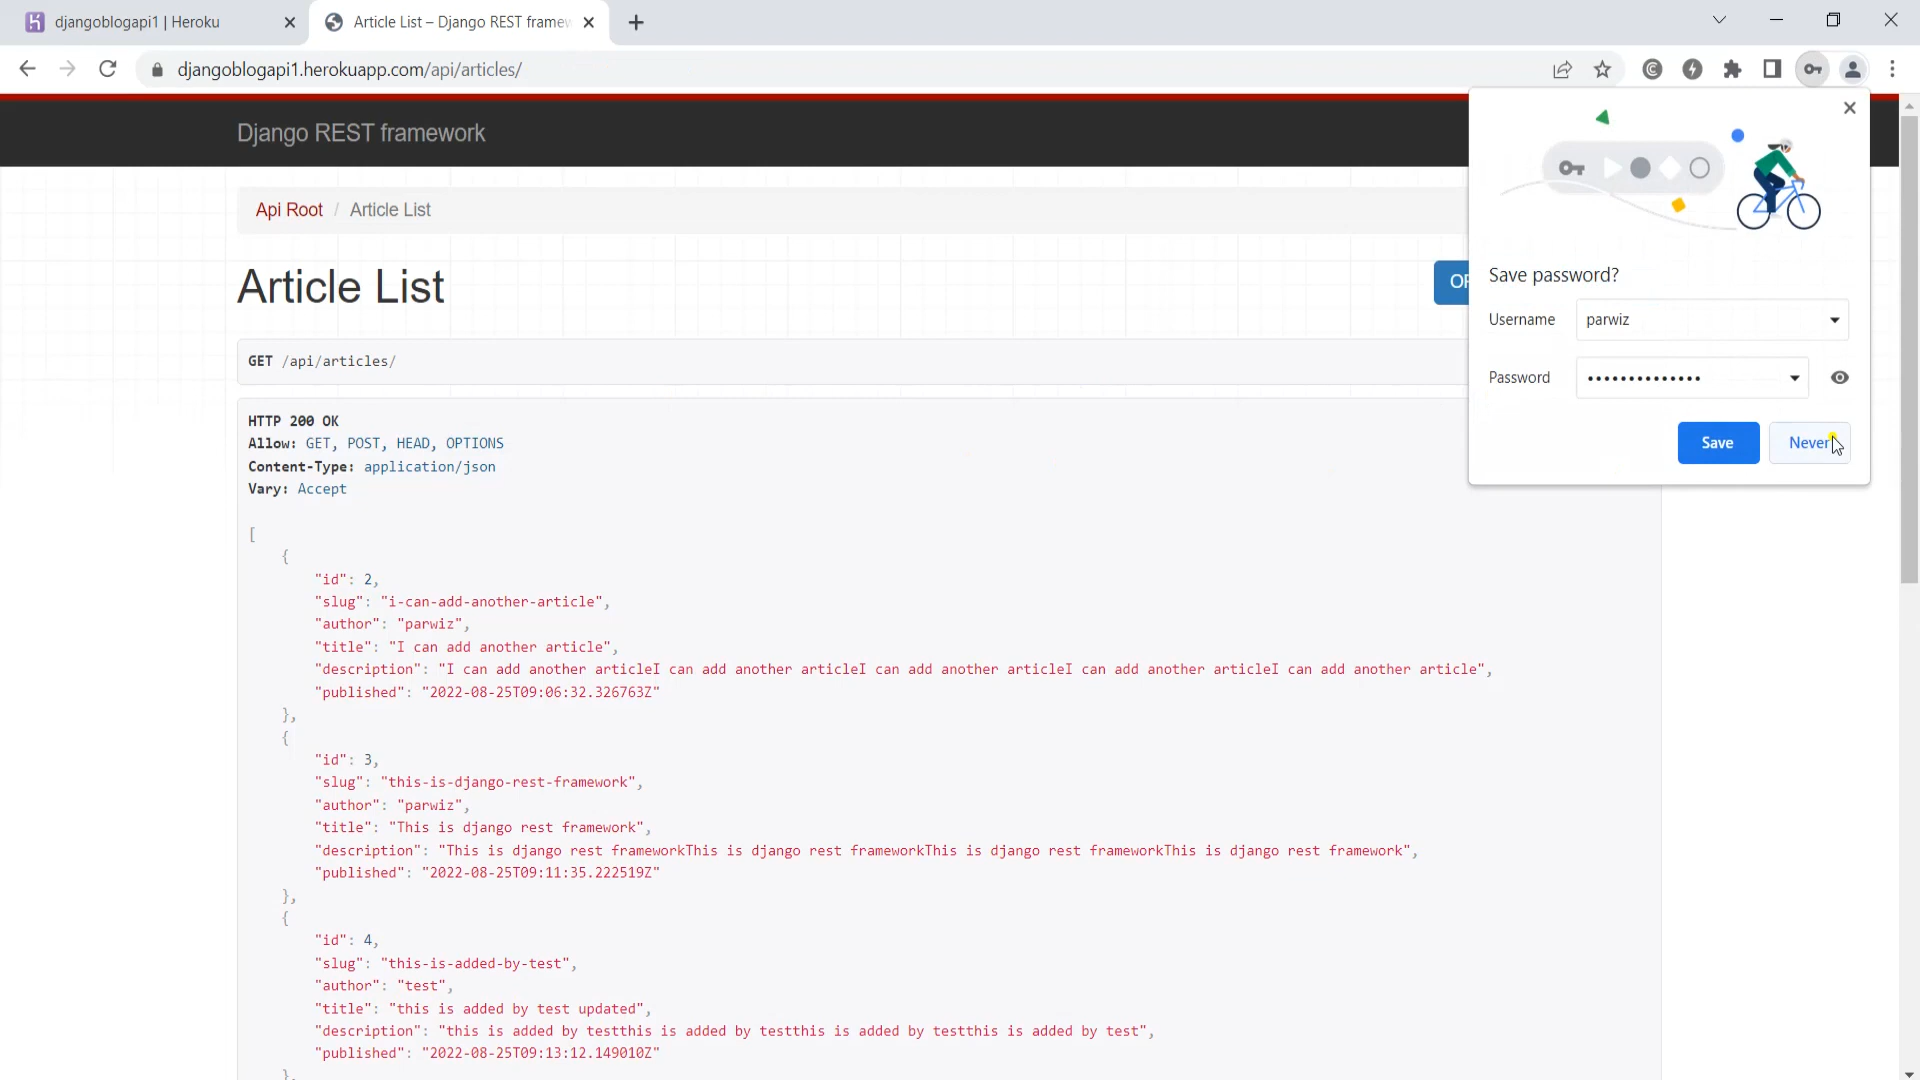 djangoblogapi1 | Heroku
Article List – Django REST framew
djangoblogapi1.herokuapp.com/api/articles/
Django REST framework
Api Root / Article List
Article List
GET /api/articles/
HTTP 200 OK
Allow: GET, POST, HEAD, OPTIONS
Content-Type: application/json
Vary: Accept
[
{
"id": 2,
"slug": "i-can-add-another-article",
"author": "parwiz",
"title": "I can add another article",
"description": "I can add another articleI can add another articleI can add another articleI can add another articleI can add another article",
"published": "2022-08-25T09:06:32.326763Z"
},
{
"id": 3,
"slug": "this-is-django-rest-framework",
"author": "parwiz",
"title": "This is django rest framework",
"description": "This is django rest frameworkThis is django rest frameworkThis is django rest frameworkThis is django rest framework",
"published": "2022-08-25T09:11:35.222519Z"
},
{
"id": 4,
"slug": "this-is-added-by-test",
"author": "test",
"title": "this is added by test updated",
"description": "this is added by testthis is added by testthis is added by testthis is added by test",
"published": "2022-08-25T09:13:12.149010Z"
},
Save password?
Username parwiz
Password ••••••••••••••
Save Never